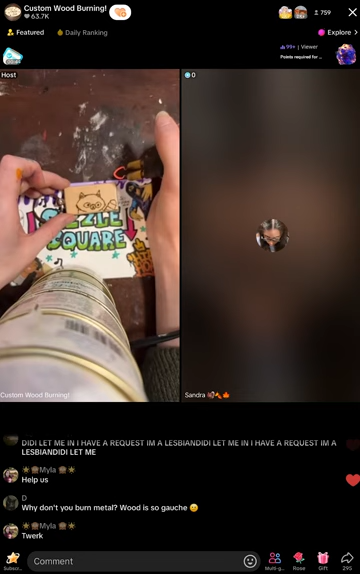 Custom Wood Burning!
63.7K
759
Featured
Daily Ranking
Explore
99+ | Viewer
Points required for ...
Host
0
SQUARE
Custom Wood Burning!
Sandra
DIDI LET ME IN I HAVE A REQUEST IM A LESBIANDIDI LET ME IN I HAVE A REQUEST IM A
LESBIANDIDI LET ME
Myla
Help us
D
Why don't you burn metal? Wood is so gauche
Myla
Twerk
Subscr...
Comment
Multi-g...
Rose
Gift
295